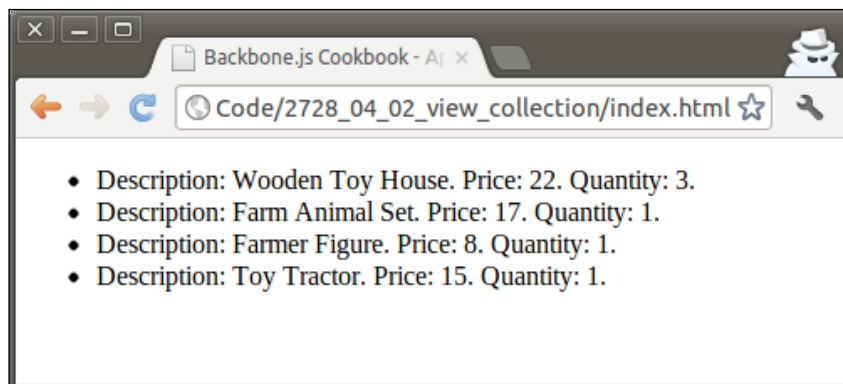 Backbone.js Cookbook - Ap
Code/2728_04_02_view_collection/index.html
Description: Wooden Toy House. Price: 22. Quantity: 3.
Description: Farm Animal Set. Price: 17. Quantity: 1.
Description: Farmer Figure. Price: 8. Quantity: 1.
Description: Toy Tractor. Price: 15. Quantity: 1.